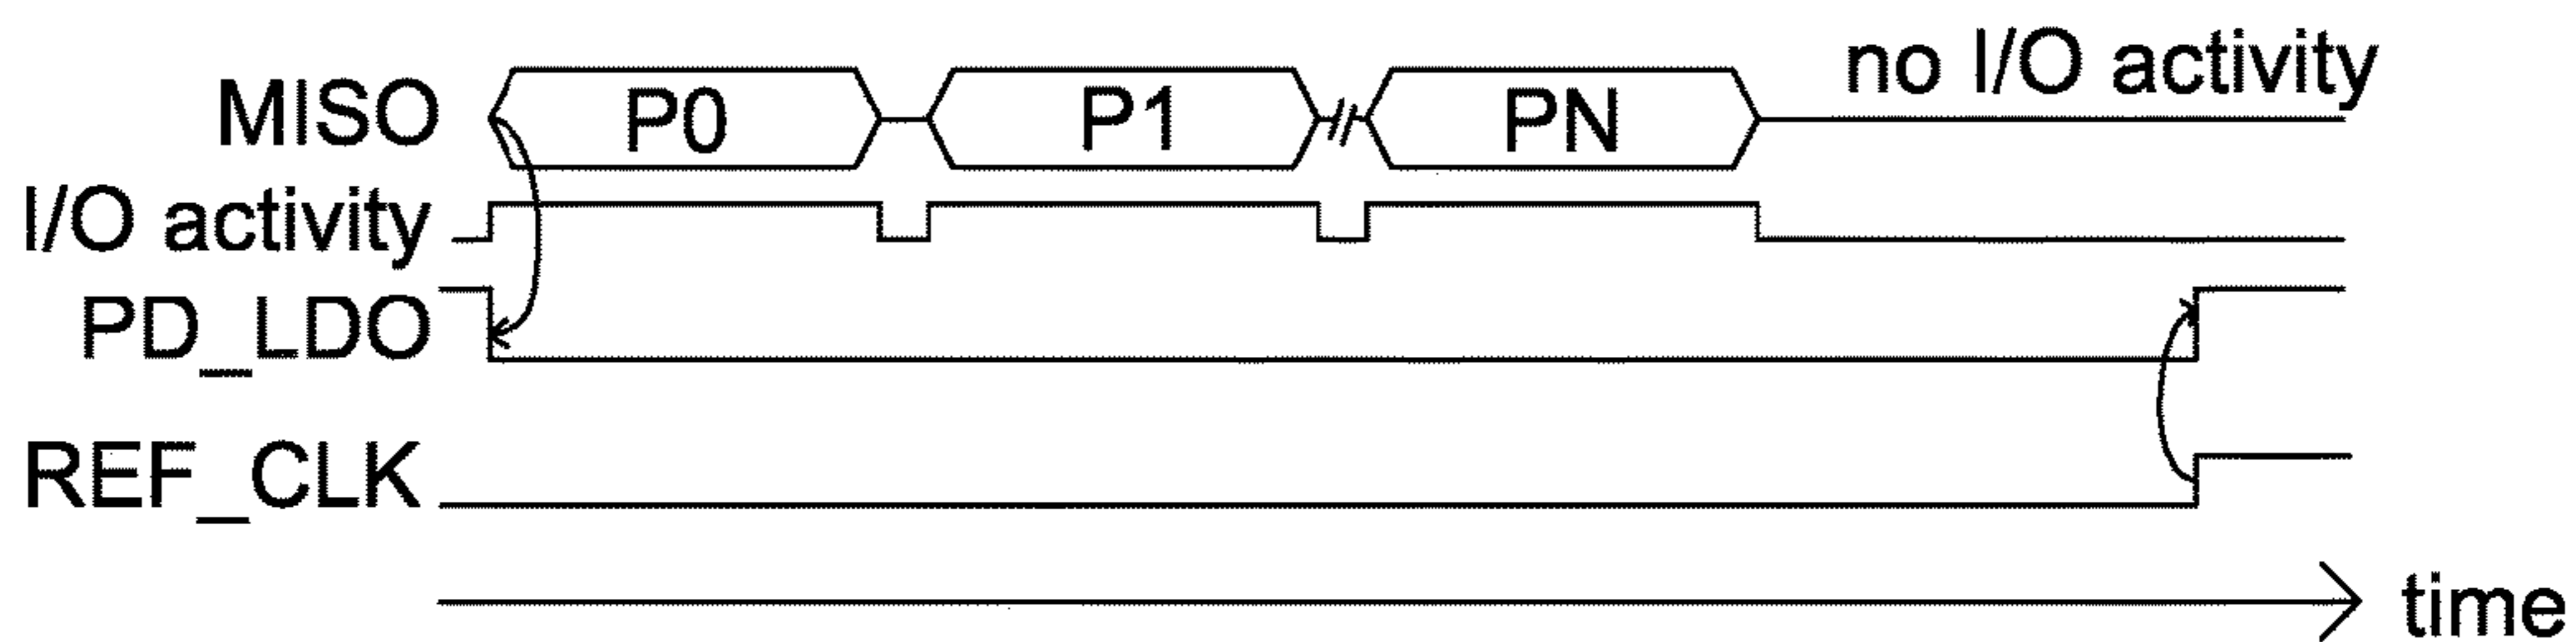 MISO P0 P1 PN no I/O activity
I/O activity
PD_LDO
REF_CLK
time